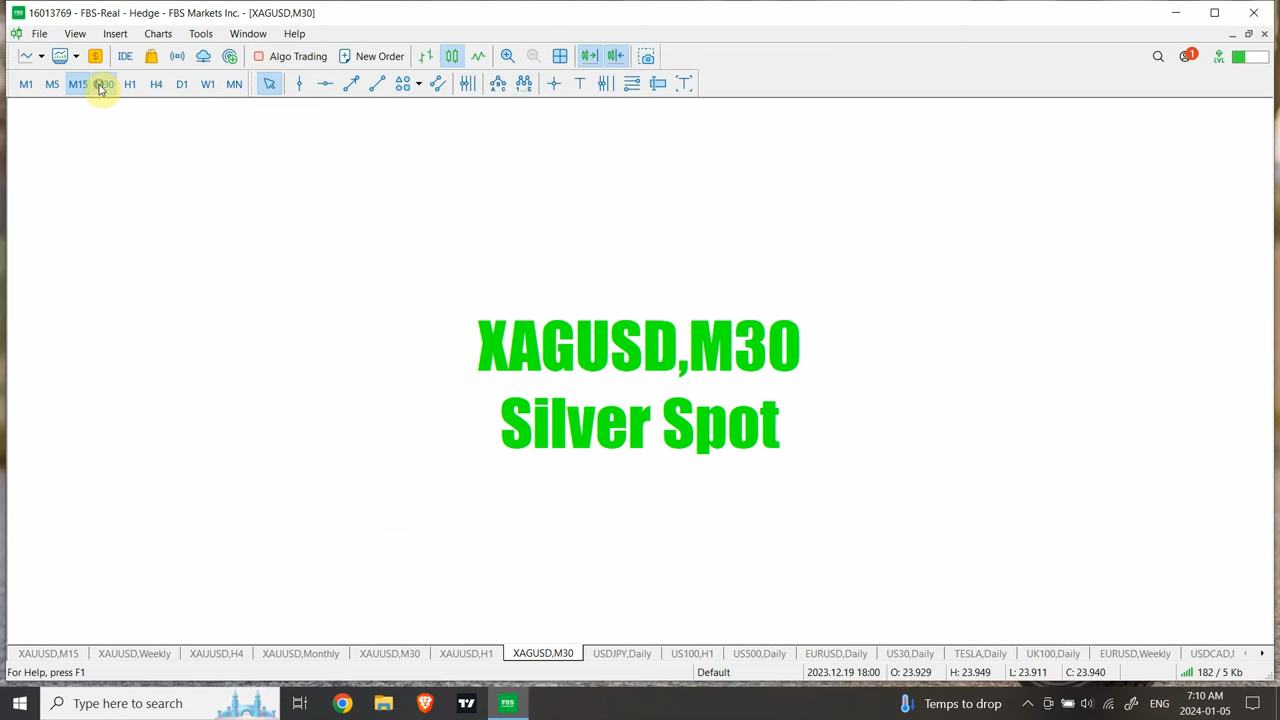 16013769 - FBS-Real - Hedge - FBS Markets Inc. - [XAGUSD,M30]
File View Insert Charts Tools Window Help
IDE Algo Trading New Order 1 LVL
M1 M5 M15 M30 H1 H4 D1 W1 MN
XAGUSD,M30
Silver Spot
XAUUSD,M15 XAUUSD,Weekly XAUUSD,H4 XAUUSD,Monthly XAUUSD,M30 XAUUSD,H1 XAGUSD,M30 USDJPY,Daily US100,H1 US500,Daily EURUSD,Daily US30,Daily TESLA,Daily UK100,Daily EURUSD,Weekly USDCAD,
For Help, press F1 Default 2023.12.19 18:00 O: 23.929 H: 23.949 L: 23.911 C: 23.940 182 / 5 Kb
Type here to search FBS Temps to drop ENG 7:10 AM
2024-01-05